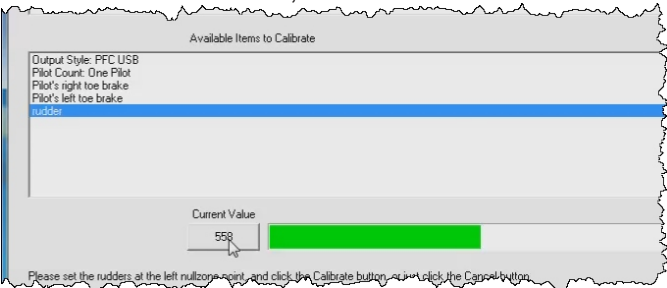 Available Items to Calibrate
Output Style: PFC USB
Pilot Count: One Pilot
Pilot's right toe brake
Pilot's left toe brake
rudder
Current Value
558
Please set the rudders at the left nullzone point, and click the Calibrate button, or just click the Cancel button